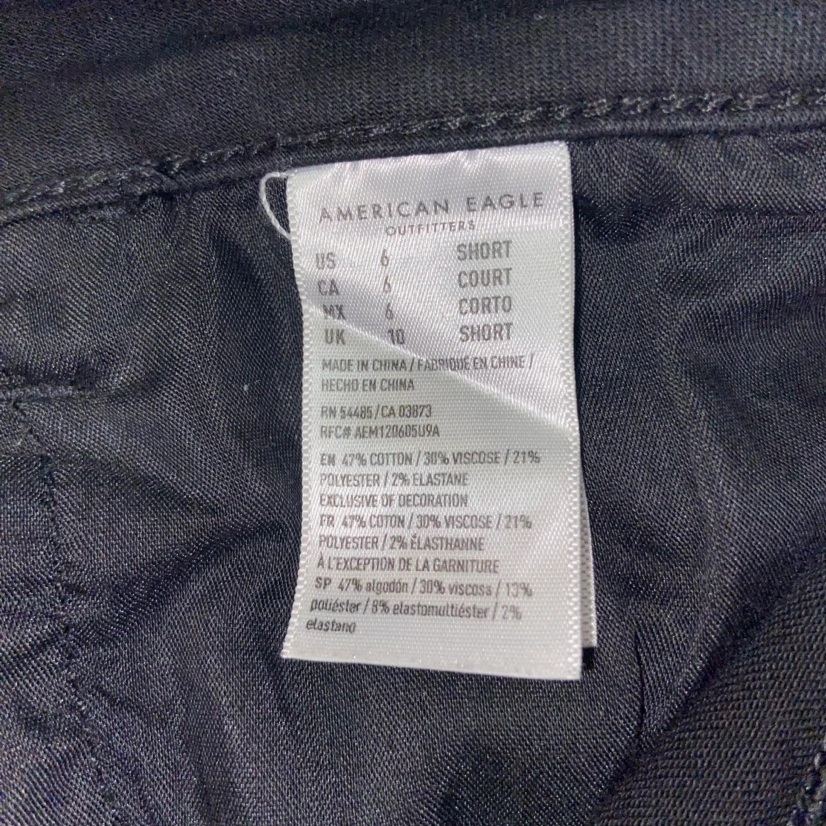 AMERICAN EAGLE
OUTFITTERS
US 6 SHORT
CA 6 COURT
MX 6 CORTO
UK 10 SHORT
MADE IN CHINA / FABRIQUÉ EN CHINE /
HECHO EN CHINA
RN 54485 / CA 03873
RFC# AEM120605U9A
EN 47% COTTON / 30% VISCOSE / 21%
POLYESTER / 2% ELASTANE
EXCLUSIVE OF DECORATION
FR 47% COTON / 30% VISCOSE / 21%
POLYESTER / 2% ÉLASTHANNE
À L'EXCEPTION DE LA GARNITURE
SP 47% algodón / 30% viscosa / 13%
poliéster / 8% elastomultiéster / 2%
elastano